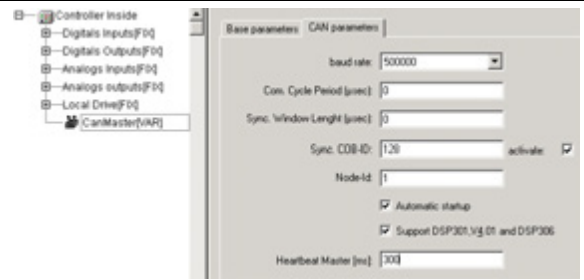 Controller Inside
Digitals Inputs[FIX]
Digitals Outputs[FIX]
Analogs Inputs[FIX]
Analogs outputs[FIX]
Local Drive[FIX]
CanMaster[VAR]
Base parameters CAN parameters
baud rate: 500000
Com. Cycle Period (µsec): 0
Sync. Window Lenght (µsec): 0
Sync. COB-ID: 128 activate:
Node-Id: 1
Automatic startup
Support DSP301,V4.01 and DSP306
Heartbeat Master [ms]: 300